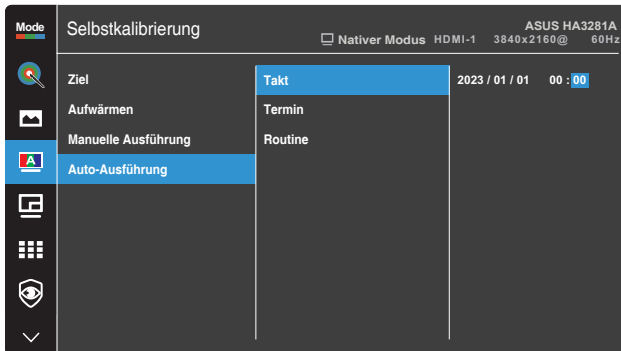 Mode
Selbstkalibrierung
ASUS HA3281A
Nativer Modus HDMI-1 3840x2160@ 60Hz
Ziel
Takt
2023 / 01 / 01 00 : 00
Aufwärmen
Termin
Manuelle Ausführung
Routine
A
Auto-Ausführung